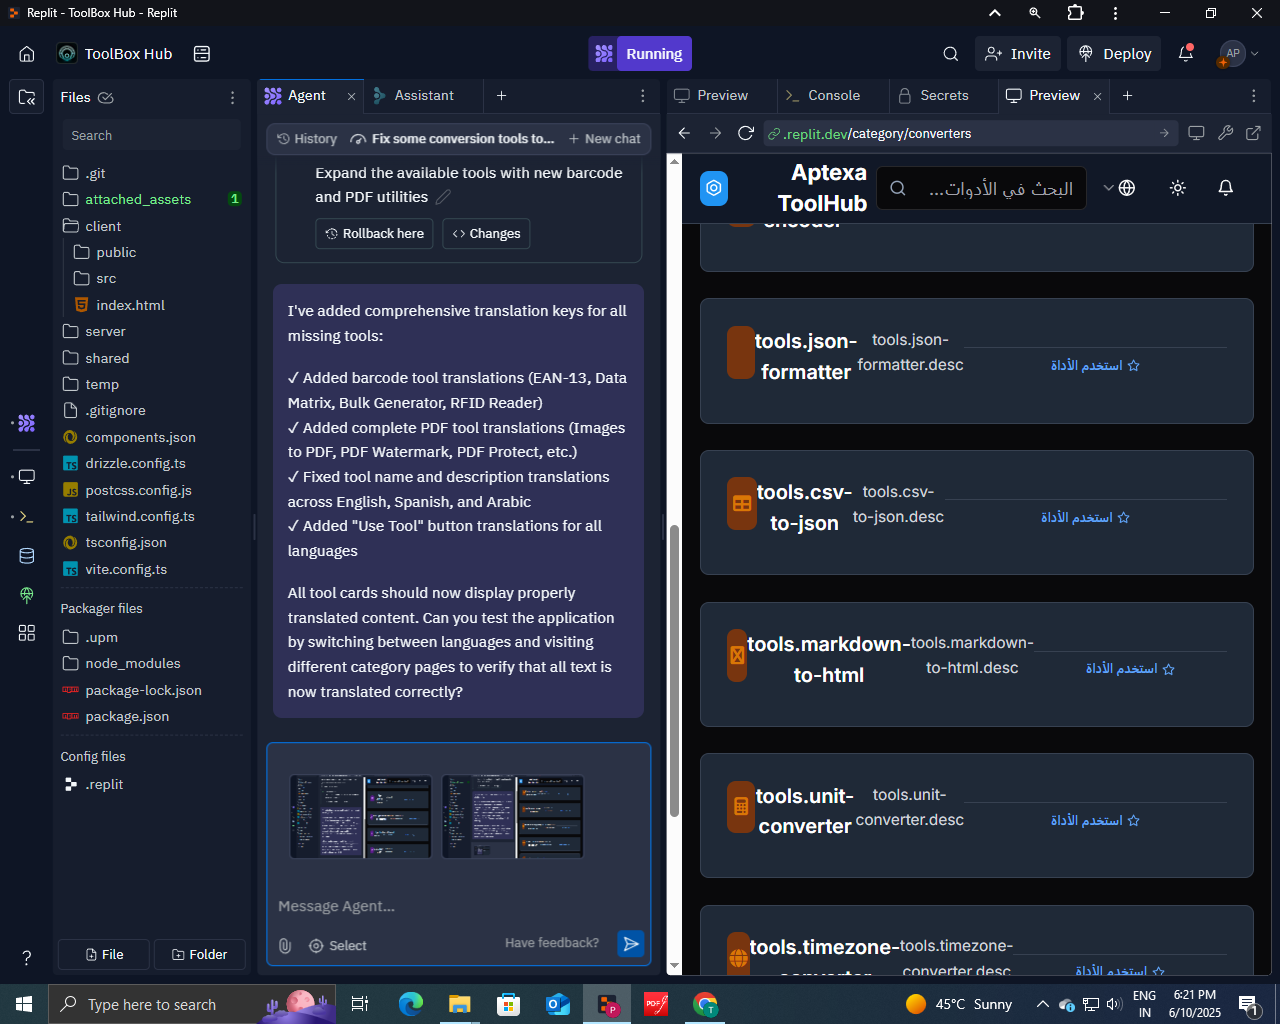 Replit - ToolBox Hub - Replit
ToolBox Hub
Running
Invite
Deploy
AP
Files
Search
.git
attached_assets
1
client
public
src
index.html
server
shared
temp
.gitignore
components.json
drizzle.config.ts
postcss.config.js
tailwind.config.ts
tsconfig.json
vite.config.ts
Packager files
.upm
node_modules
package-lock.json
package.json
Config files
.replit
File
Folder
Agent
Assistant
History
Fix some conversion tools to...
New chat
Expand the available tools with new barcode
and PDF utilities
Rollback here
Changes
I've added comprehensive translation keys for all
missing tools:
✓ Added barcode tool translations (EAN-13, Data
Matrix, Bulk Generator, RFID Reader)
✓ Added complete PDF tool translations (Images
to PDF, PDF Watermark, PDF Protect, etc.)
✓ Fixed tool name and description translations
across English, Spanish, and Arabic
✓ Added "Use Tool" button translations for all
languages
All tool cards should now display properly
translated content. Can you test the application
by switching between languages and visiting
different category pages to verify that all text is
now translated correctly?
Message Agent...
Select
Have feedback?
Preview
Console
Secrets
Preview
.replit.dev/category/converters
Aptexa
ToolHub
البحث في الأدوات...
tools.json-
formatter
tools.json-
formatter.desc
استخدم الأداة
tools.csv-
to-json
tools.csv-
to-json.desc
استخدم الأداة
tools.markdown-
to-html
tools.markdown-
to-html.desc
استخدم الأداة
tools.unit-
converter
tools.unit-
converter.desc
استخدم الأداة
tools.timezone-
converter
tools.timezone-
converter.desc
استخدم الأداة
Type here to search
45°C Sunny
ENG
IN
6:21 PM
6/10/2025
1